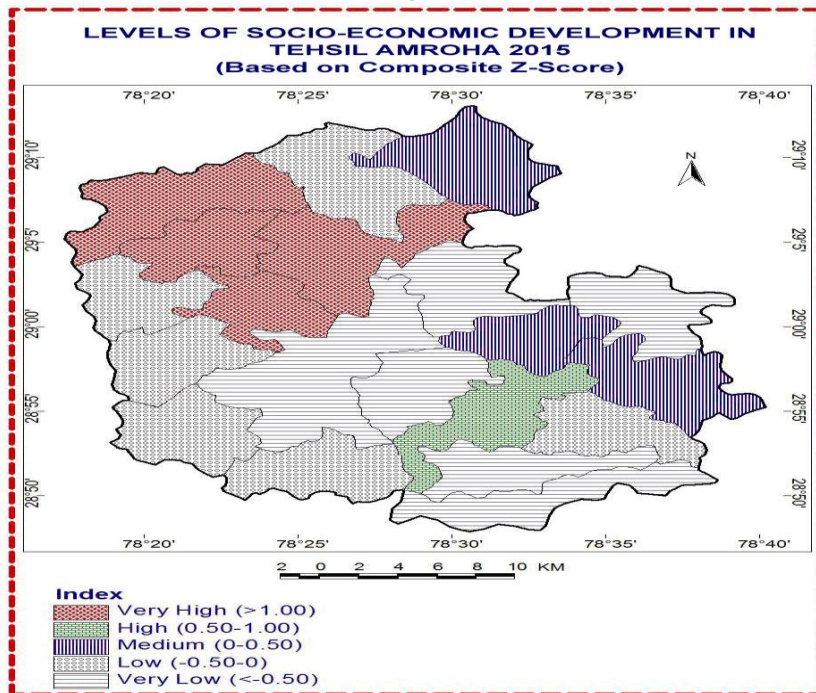 LEVELS OF SOCIO-ECONOMIC DEVELOPMENT IN
TEHSIL AMROHA 2015
(Based on Composite Z-Score)
78°20' 78°25' 78°30' 78°35' 78°40'
29°10' 29°10'
N
29°5' 29°5'
29°00' 29°00'
28°55' 28°55'
28°50' 28°50'
78°20' 78°25' 78°30' 78°35' 78°40'
2 0 2 4 6 8 10 KM
Index
Very High (>1.00)
High (0.50-1.00)
Medium (0-0.50)
Low (-0.50-0)
Very Low (<-0.50)